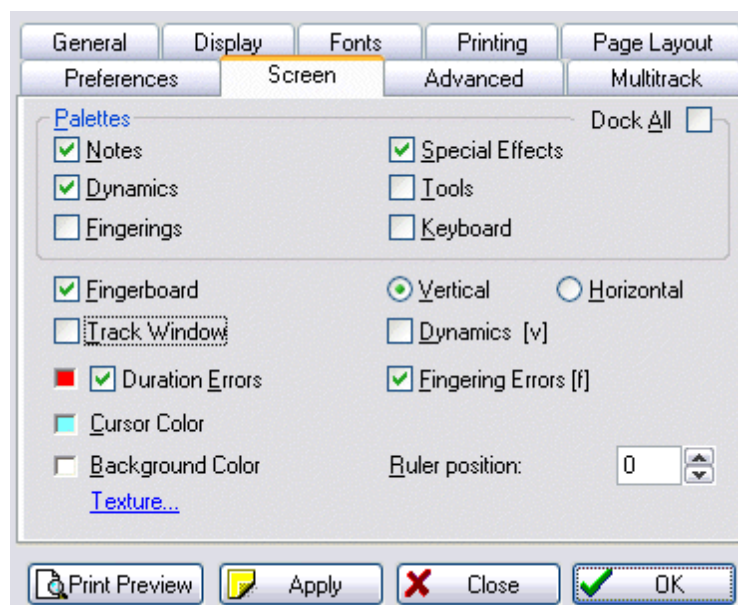 General Display Fonts Printing Page Layout
Preferences Screen Advanced Multitrack
Palettes Dock All
Notes Special Effects
Dynamics Tools
Fingerings Keyboard
Fingerboard Vertical Horizontal
Track Window Dynamics [v]
Duration Errors Fingering Errors [f]
Cursor Color
Background Color Ruler position: 0
Texture...
Print Preview Apply Close OK